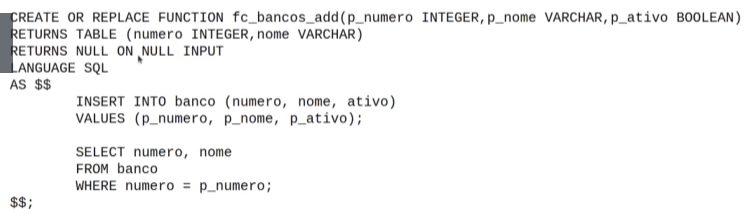 CREATE OR REPLACE FUNCTION fc_bancos_add(p_numero INTEGER,p_nome VARCHAR,p_ativo BOOLEAN)
RETURNS TABLE (numero INTEGER,nome VARCHAR)
RETURNS NULL ON NULL INPUT
LANGUAGE SQL
AS $$
        INSERT INTO banco (numero, nome, ativo)
        VALUES (p_numero, p_nome, p_ativo);

        SELECT numero, nome
        FROM banco
        WHERE numero = p_numero;
$$;